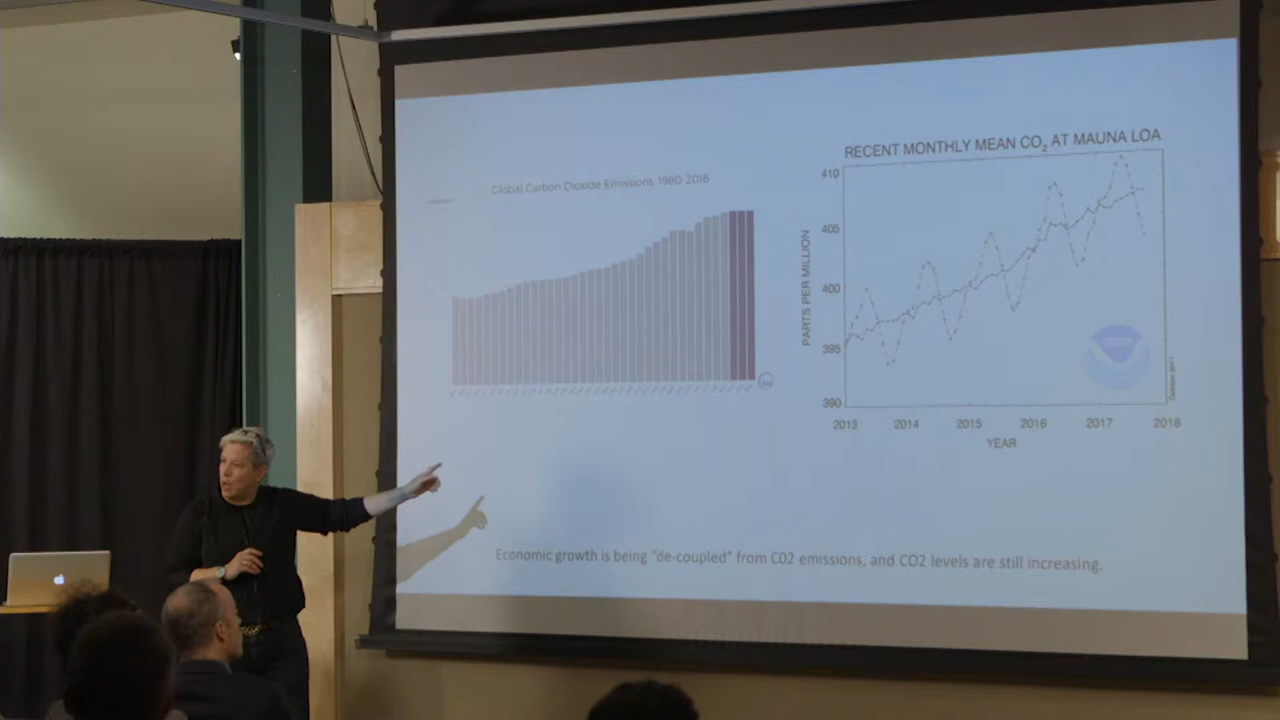 Global Carbon Dioxide Emissions, 1980-2016
RECENT MONTHLY MEAN CO₂ AT MAUNA LOA
PARTS PER MILLION
410
405
400
395
390
2013 2014 2015 2016 2017 2018
YEAR
Economic growth is being "de-coupled" from CO2 emissions, and CO2 levels are still increasing.